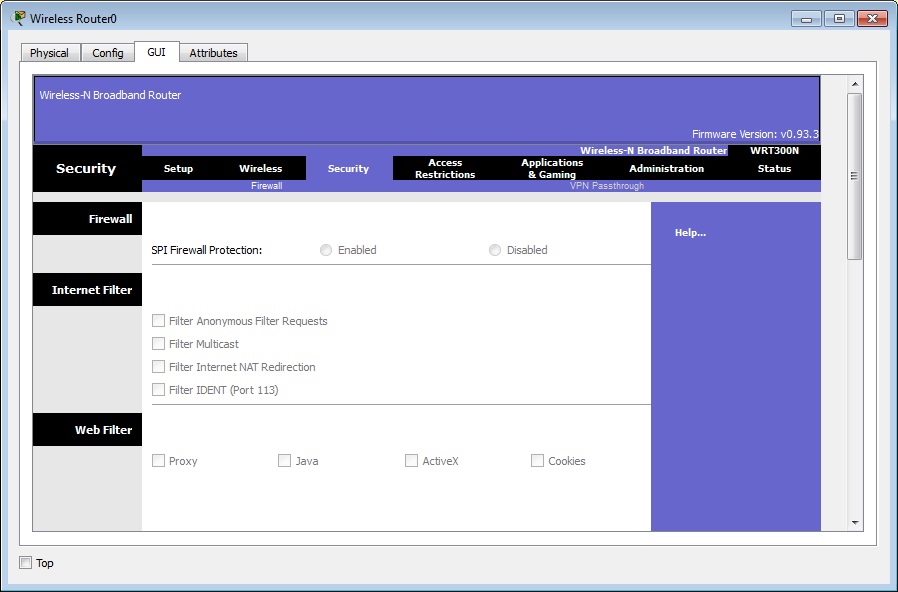 Wireless Router0
Physical Config GUI Attributes
Wireless-N Broadband Router
Firmware Version: v0.93.3
Wireless-N Broadband Router WRT300N
Security Setup Wireless Security Access Restrictions Applications & Gaming Administration Status
Firewall VPN Passthrough
Firewall
Help...
SPI Firewall Protection: Enabled Disabled
Internet Filter
Filter Anonymous Filter Requests
Filter Multicast
Filter Internet NAT Redirection
Filter IDENT (Port 113)
Web Filter
Proxy Java ActiveX Cookies
Top